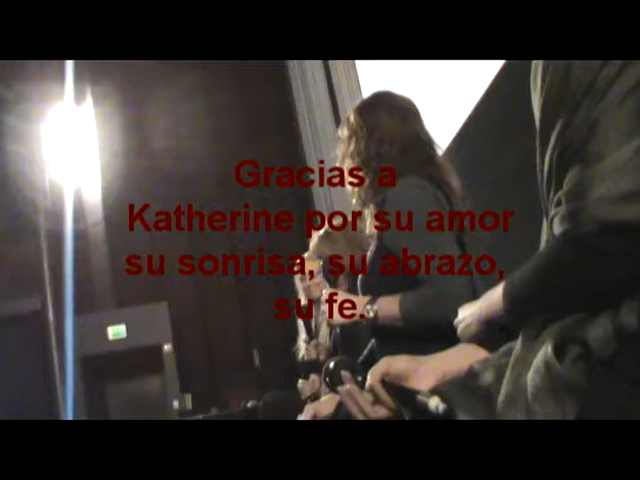 Gracias a
Katherine por su amor
su sonrisa, su abrazo,
su fe.